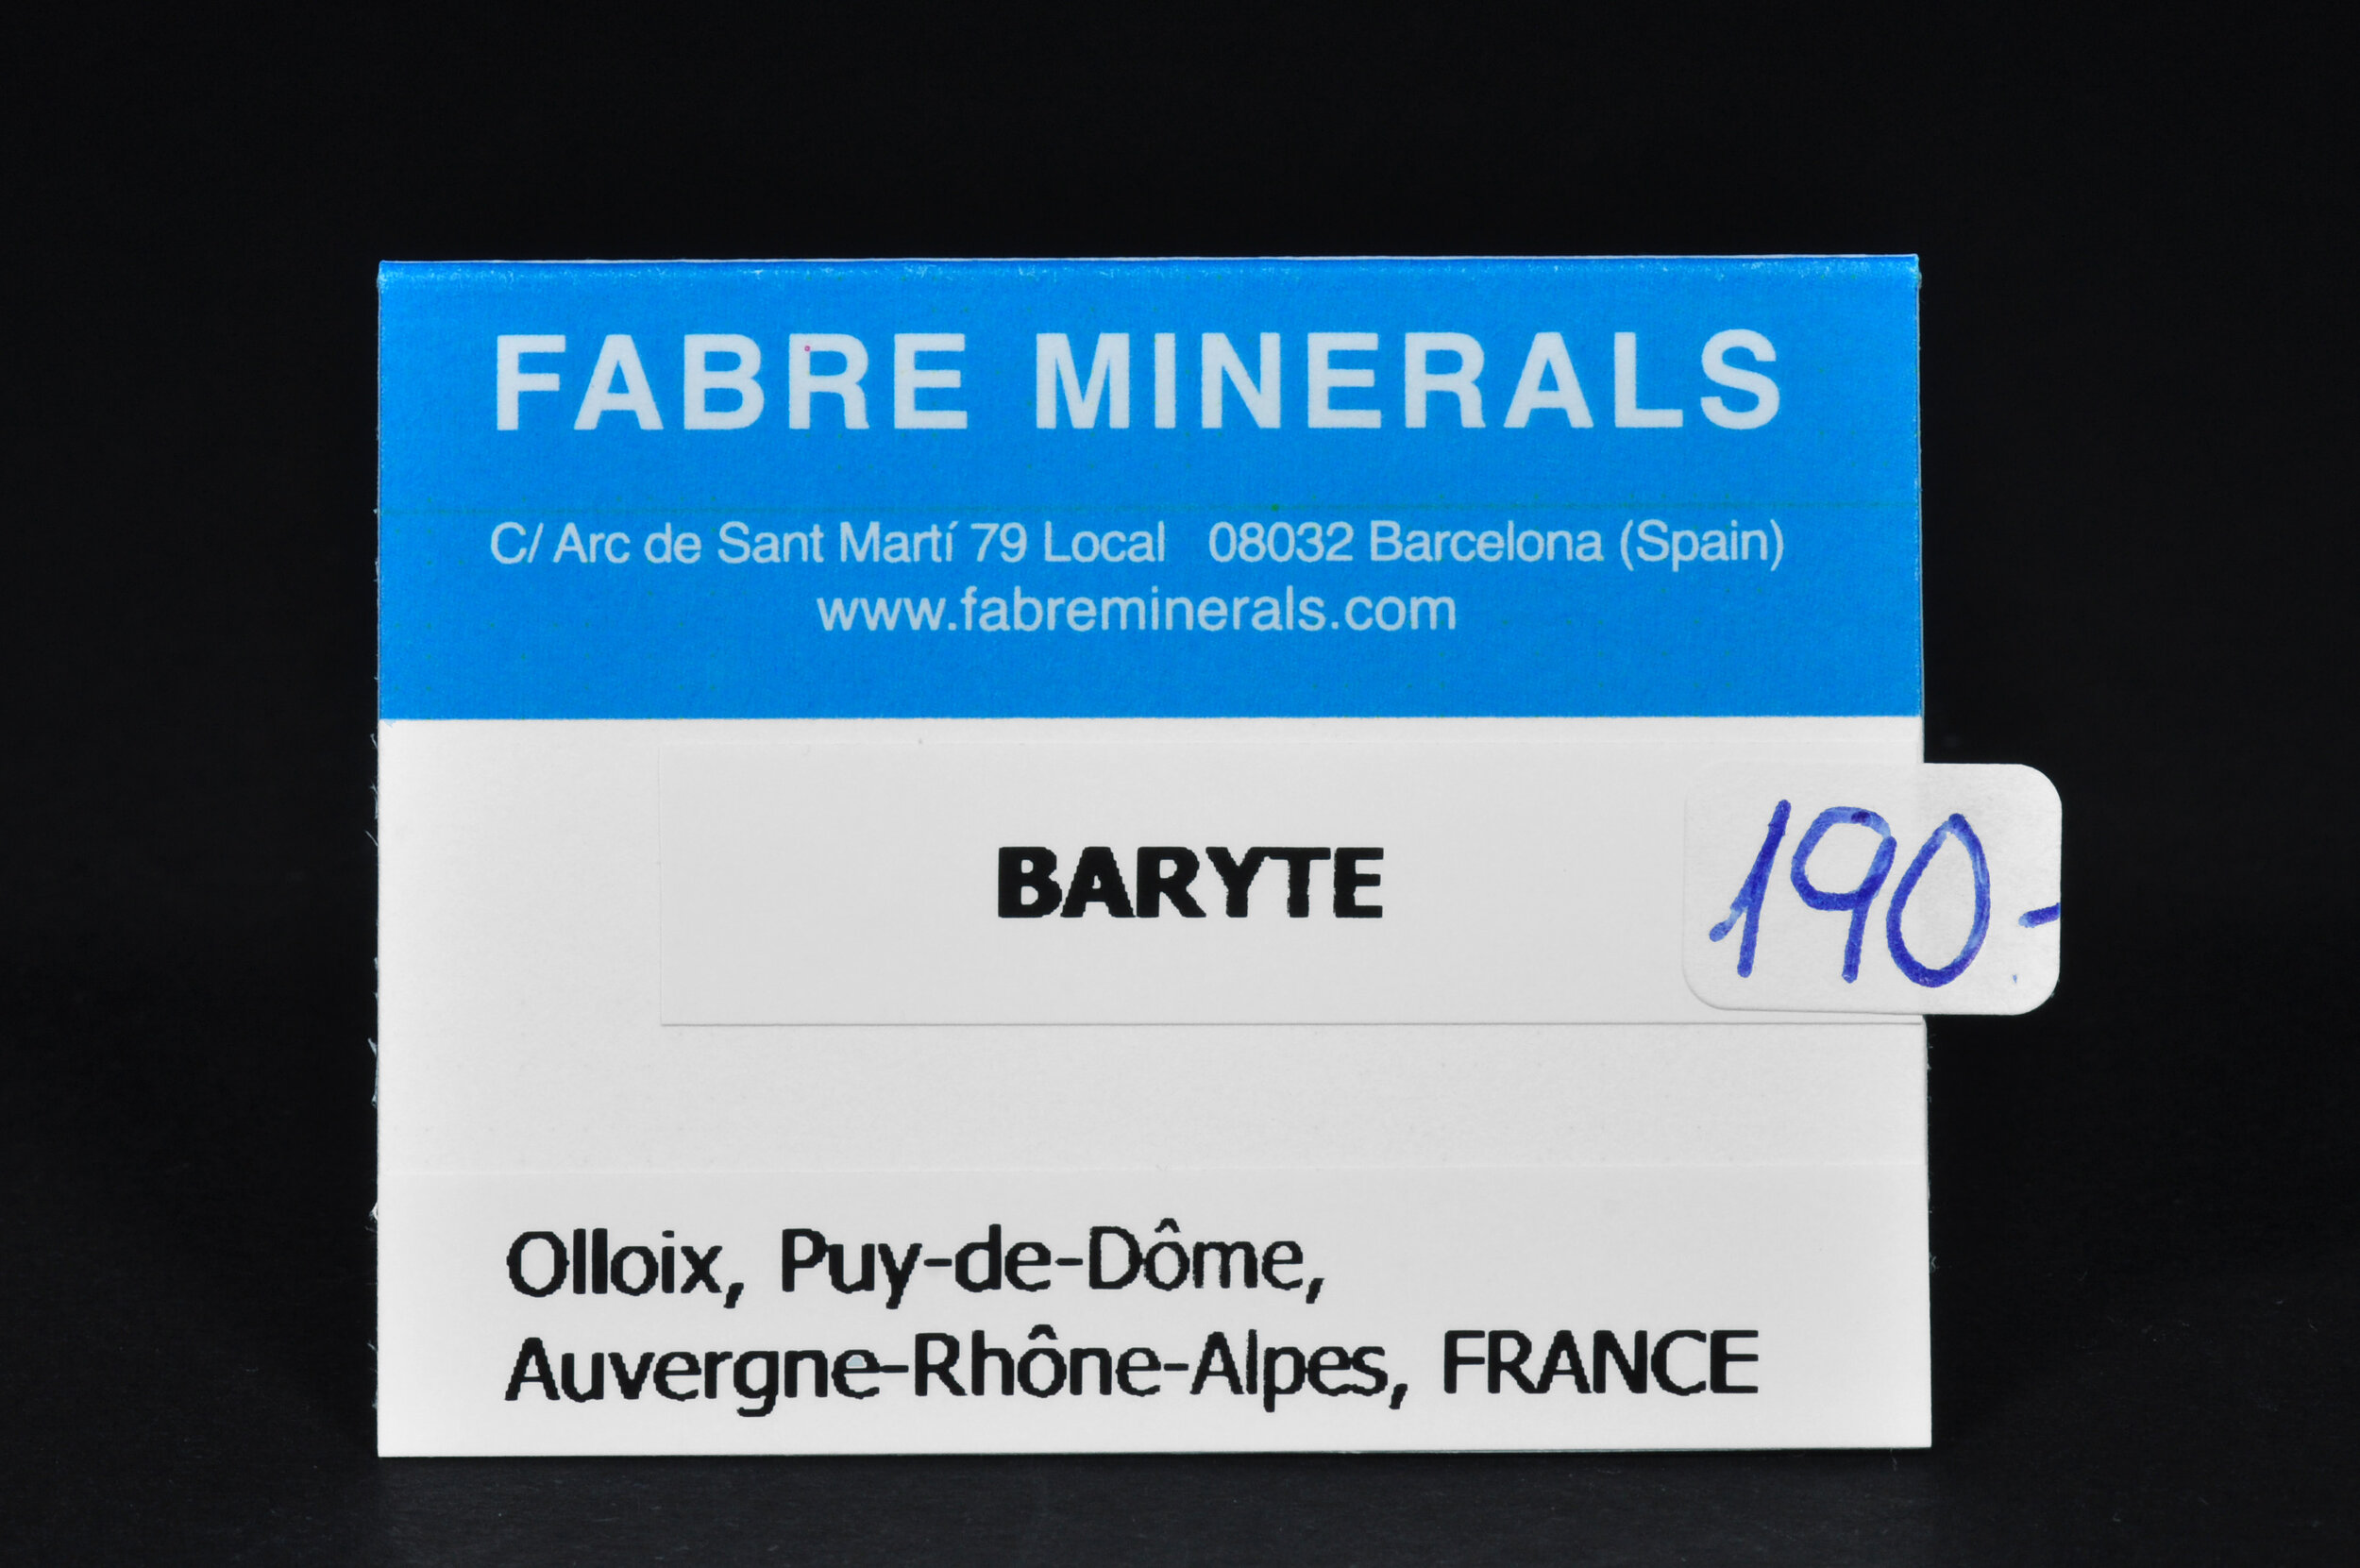 FABRE MINERALS
C/ Arc de Sant Martí 79 Local 08032 Barcelona (Spain)
www.fabreminerals.com
BARYTE
190.-
Olloix, Puy-de-Dôme,
Auvergne-Rhône-Alpes, FRANCE